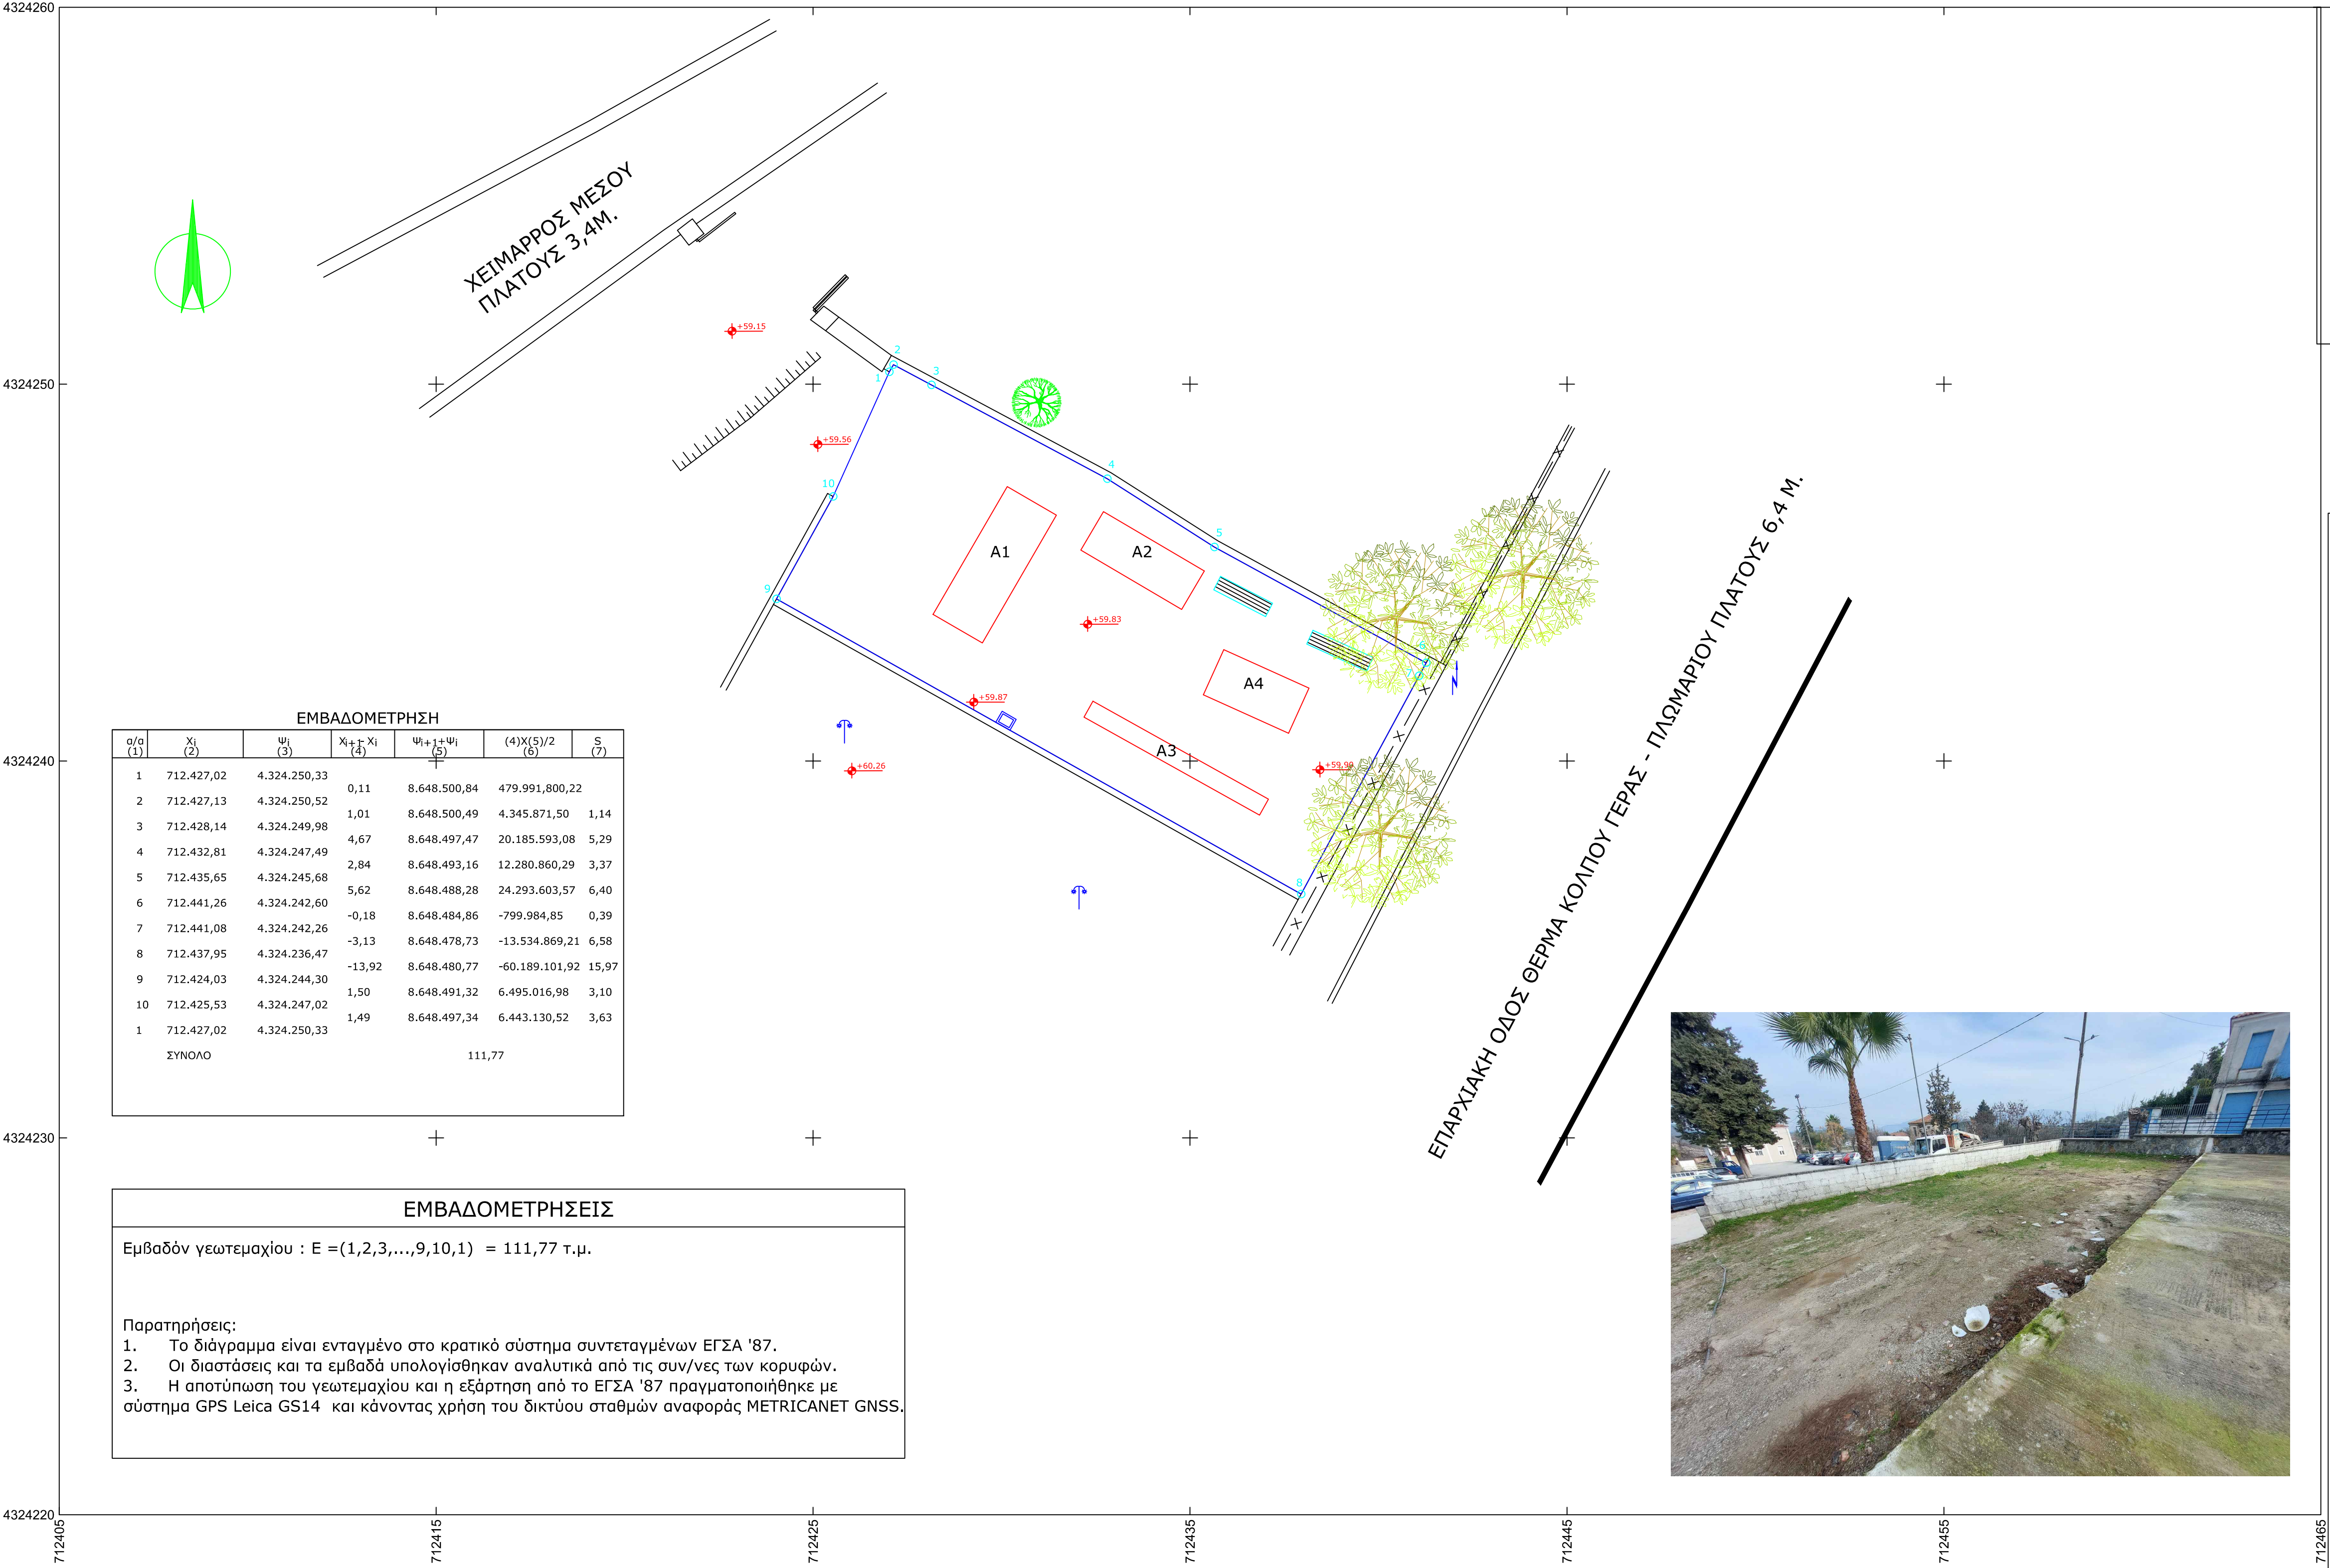 4324260
ΧΕΙΜΑΡΡΟΣ ΜΕΣΟΥ
ΠΛΑΤΟΥΣ 3,4Μ.
+59.15
2
1
3
4324250
+59.56
4
10
5
A1
A2
9
+59.83
6
7
A4
+59.87
A3
+59.90
+60.26
8
ΕΠΑΡΧΙΑΚΗ ΟΔΟΣ ΘΕΡΜΑ ΚΟΛΠΟΥ ΓΕΡΑΣ - ΠΛΩΜΑΡΙΟΥ ΠΛΑΤΟΥΣ 6,4 Μ.
ΕΜΒΑΔΟΜΕΤΡΗΣΗ
α/α Xi Ψi Xi+1- Xi Ψi+1+Ψi (4)X(5)/2 S
(1) (2) (3) (4) (5) (6) (7)
4324240
1 712.427,02 4.324.250,33
0,11 8.648.500,84 479.991,800,22
2 712.427,13 4.324.250,52
1,01 8.648.500,49 4.345.871,50 1,14
3 712.428,14 4.324.249,98
4,67 8.648.497,47 20.185.593,08 5,29
4 712.432,81 4.324.247,49
2,84 8.648.493,16 12.280.860,29 3,37
5 712.435,65 4.324.245,68
5,62 8.648.488,28 24.293.603,57 6,40
6 712.441,26 4.324.242,60
-0,18 8.648.484,86 -799.984,85 0,39
7 712.441,08 4.324.242,26
-3,13 8.648.478,73 -13.534.869,21 6,58
8 712.437,95 4.324.236,47
-13,92 8.648.480,77 -60.189.101,92 15,97
9 712.424,03 4.324.244,30
1,50 8.648.491,32 6.495.016,98 3,10
10 712.425,53 4.324.247,02
1,49 8.648.497,34 6.443.130,52 3,63
1 712.427,02 4.324.250,33
ΣΥΝΟΛΟ 111,77
4324230
ΕΜΒΑΔΟΜΕΤΡΗΣΕΙΣ
Εμβαδόν γεωτεμαχίου : Ε =(1,2,3,...,9,10,1) = 111,77 τ.μ.
Παρατηρήσεις:
1. Το διάγραμμα είναι ενταγμένο στο κρατικό σύστημα συντεταγμένων ΕΓΣΑ '87.
2. Οι διαστάσεις και τα εμβαδά υπολογίσθηκαν αναλυτικά από τις συν/νες των κορυφών.
3. Η αποτύπωση του γεωτεμαχίου και η εξάρτηση από το ΕΓΣΑ '87 πραγματοποιήθηκε με
σύστημα GPS Leica GS14 και κάνοντας χρήση του δικτύου σταθμών αναφοράς METRICANET GNSS.
4324220
712405 712415 712425 712435 712445 712455 712465